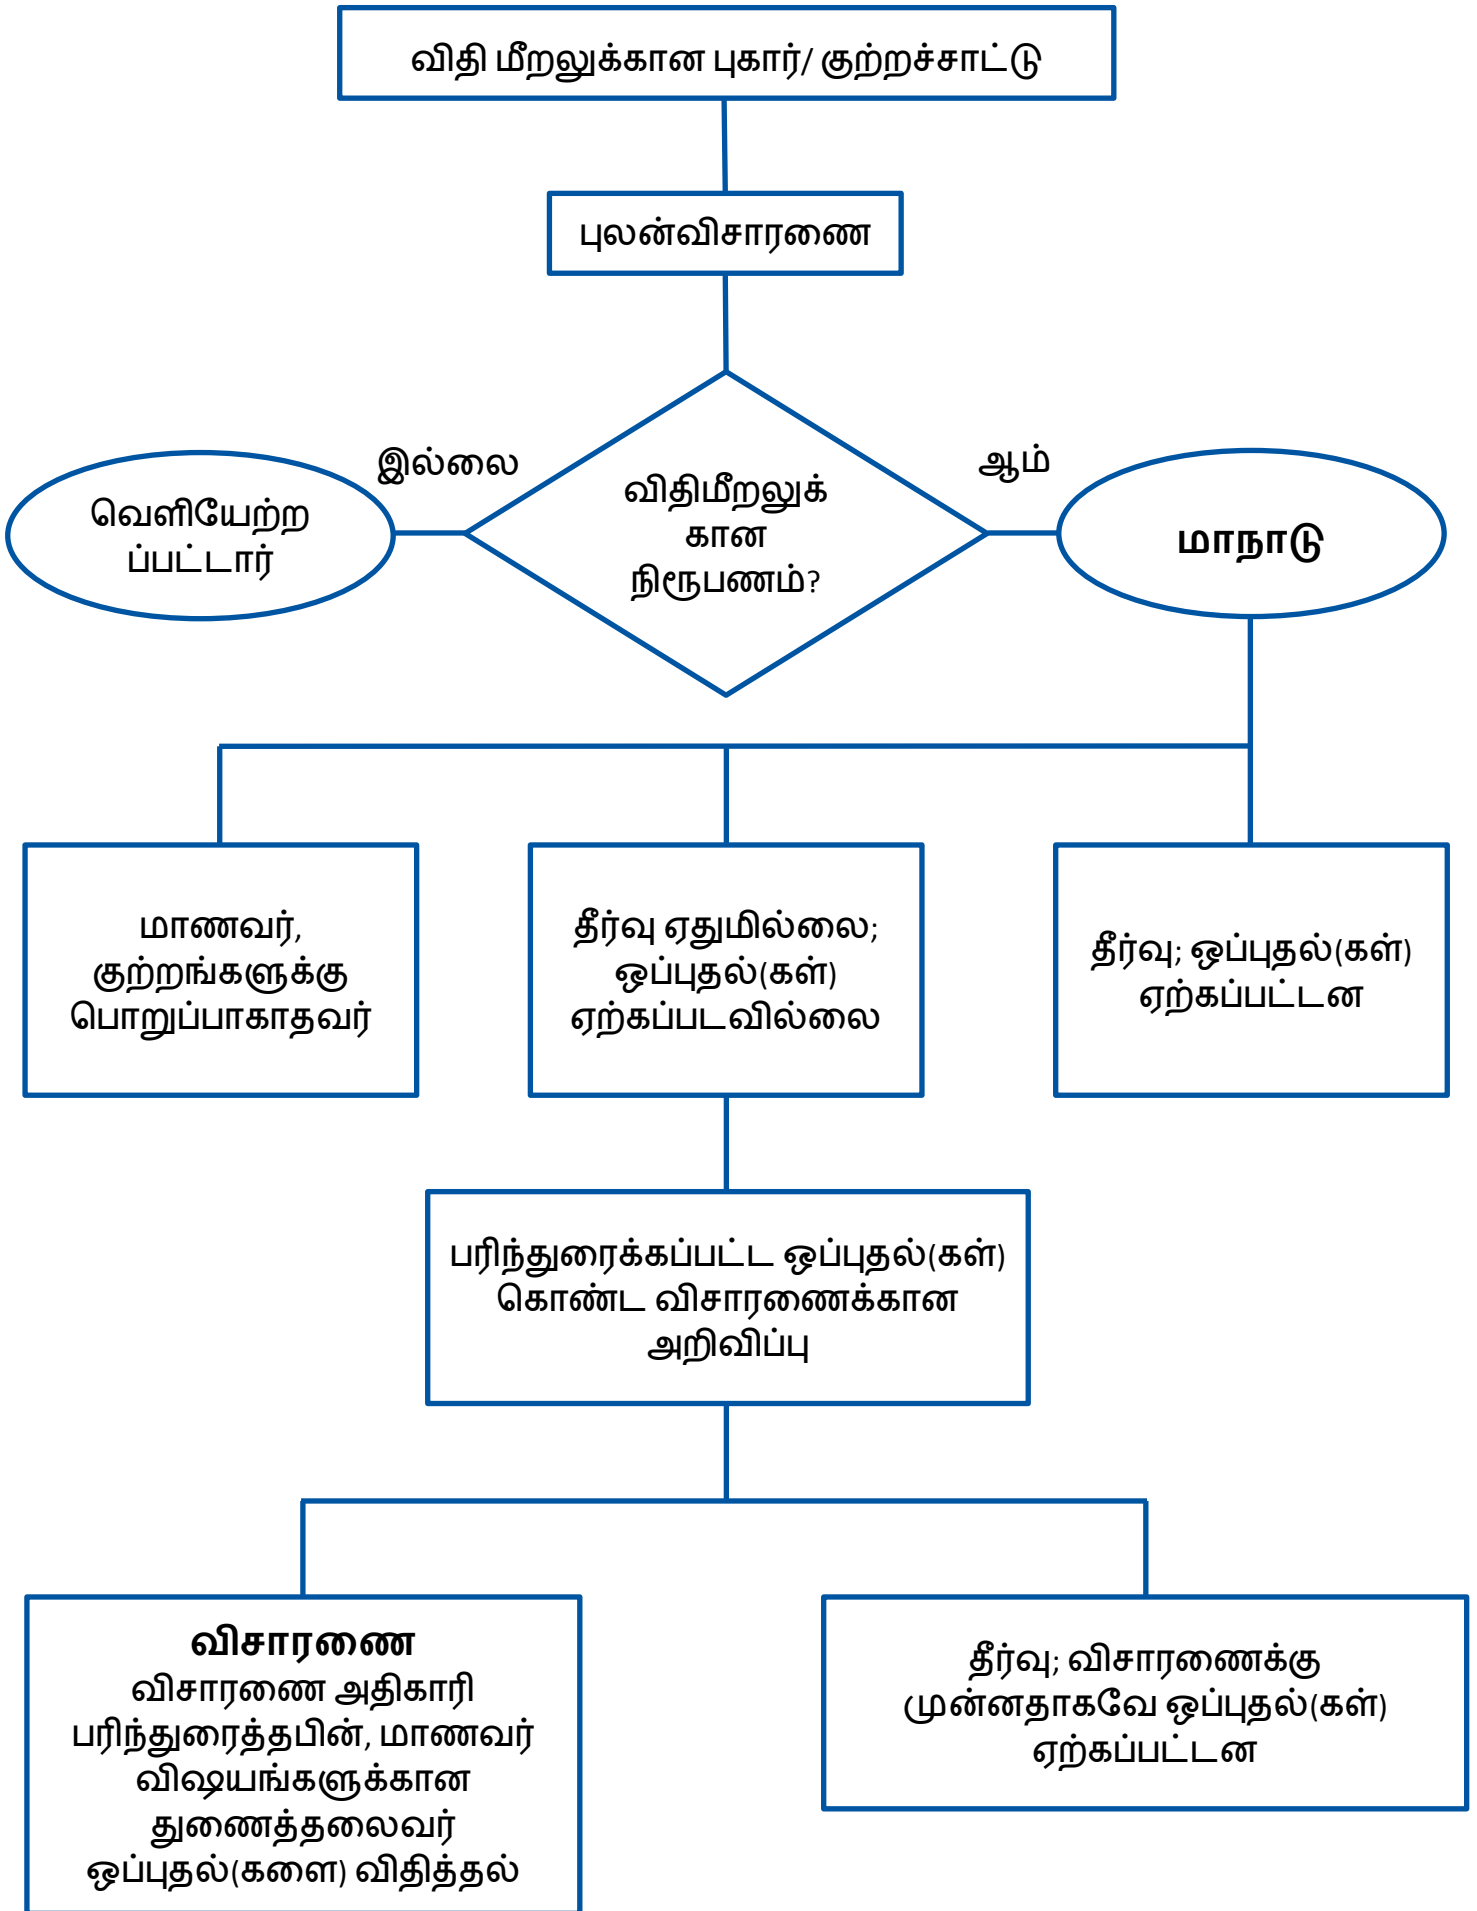 விதி மீறலுக்கான புகார்/ குற்றச்சாட்டு
புலன்விசாரணை
இல்லை
ஆம்
வெளியேற்ற
ப்பட்டார்
விதிமீறலுக்
கான
நிரூபணம்?
மாநாடு
மாணவர்,
குற்றங்களுக்கு
பொறுப்பாகாதவர்
தீர்வு ஏதுமில்லை;
ஒப்புதல்(கள்)
ஏற்கப்படவில்லை
தீர்வு; ஒப்புதல்(கள்)
ஏற்கப்பட்டன
பரிந்துரைக்கப்பட்ட ஒப்புதல்(கள்)
கொண்ட விசாரணைக்கான
அறிவிப்பு
விசாரணை
விசாரணை அதிகாரி
பரிந்துரைத்தபின், மாணவர்
விஷயங்களுக்கான
துணைத்தலைவர்
ஒப்புதல்(களை) விதித்தல்
தீர்வு; விசாரணைக்கு
முன்னதாகவே ஒப்புதல்(கள்)
ஏற்கப்பட்டன